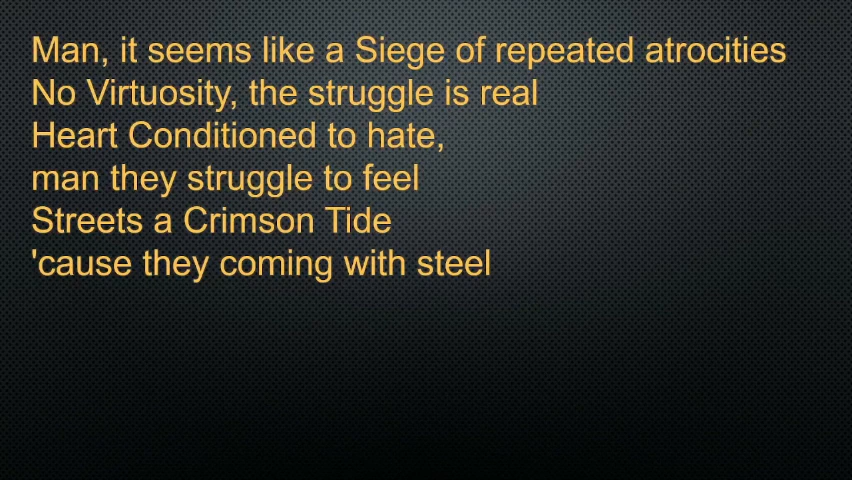 Man, it seems like a Siege of repeated atrocities
No Virtuosity, the struggle is real
Heart Conditioned to hate,
man they struggle to feel
Streets a Crimson Tide
'cause they coming with steel